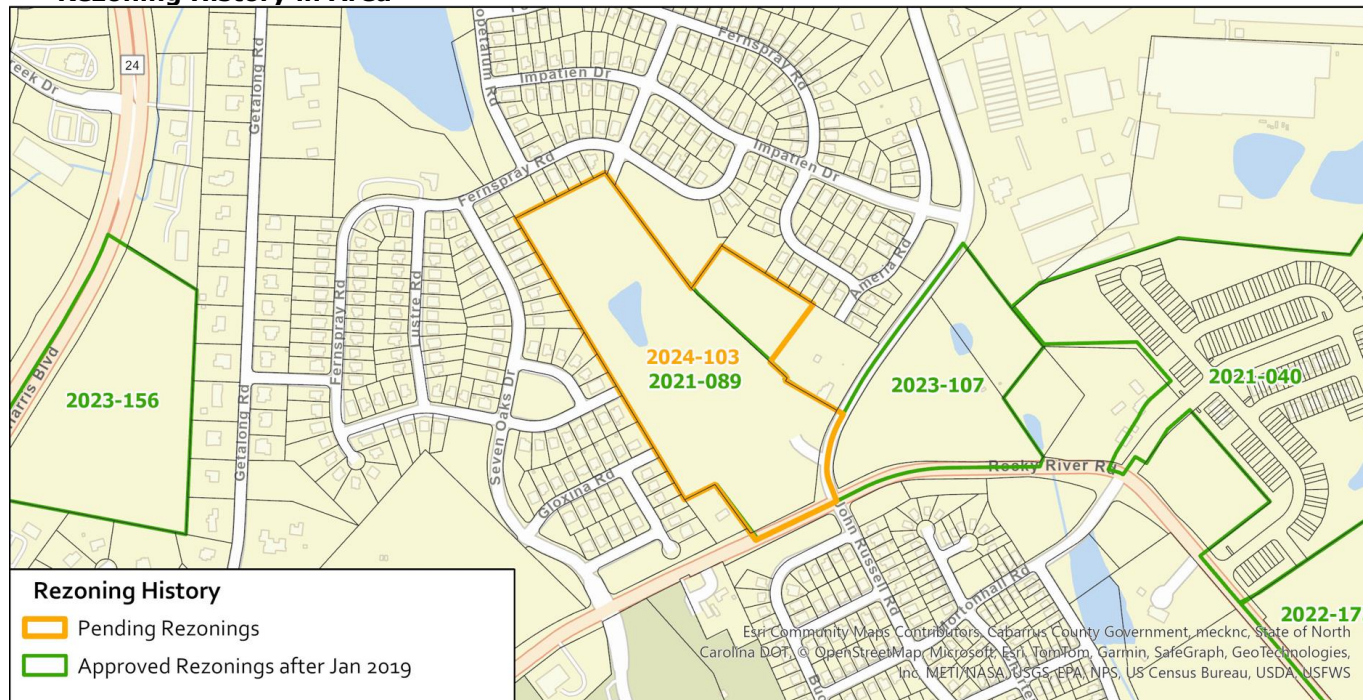 Rezoning History in Area
24
Getalong Rd
Impatien Dr
Fernspray Rd
Impatien Dr
Fernspray Rd
Ameria Rd
Fernspray Rd
Lustre Rd
2024-103
2021-089
2023-107
2021-040
2023-156
Harris Blvd
Getalong Rd
Seven Oaks Dr
Gloxina Rd
Rocky River Rd
John Russell Rd
Mottonhall Rd
2022-17
Rezoning History
Pending Rezonings
Approved Rezonings after Jan 2019
Esri Community Maps Contributors, Cabarrus County Government, mecknc, State of North
Carolina DOT, © OpenStreetMap, Microsoft, Esri, TomTom, Garmin, SafeGraph, GeoTechnologies,
Inc, METI/NASA, USGS, EPA, NPS, US Census Bureau, USDA, USFWS